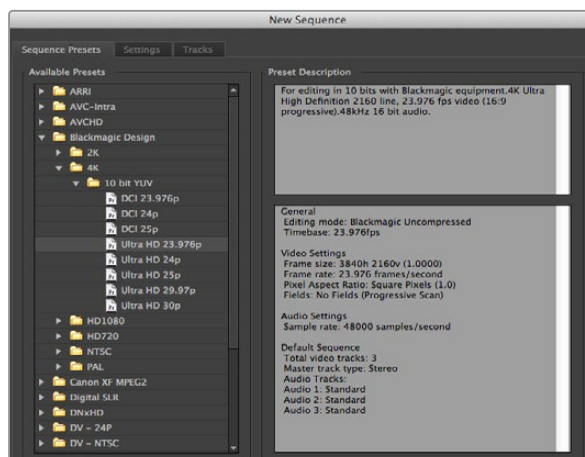 New Sequence
Sequence Presets
Settings
Tracks
Available Presets
ARRI
AVC-Intra
AVCHD
Blackmagic Design
2K
4K
10 bit YUV
DCI 23.976p
DCI 24p
DCI 25p
Ultra HD 23.976p
Ultra HD 24p
Ultra HD 25p
Ultra HD 29.97p
Ultra HD 30p
HD1080
HD720
NTSC
PAL
Canon XF MPEG2
Digital SLR
DNxHD
DV - 24P
DV - NTSC
Preset Description
For editing in 10 bits with Blackmagic equipment.4K Ultra
High Definition 2160 line, 23.976 fps video (16:9
progressive).48kHz 16 bit audio.
General
Editing mode: Blackmagic Uncompressed
Timebase: 23.976fps
Video Settings
Frame size: 3840h 2160v (1.0000)
Frame rate: 23.976 frames/second
Pixel Aspect Ratio: Square Pixels (1.0)
Fields: No Fields (Progressive Scan)
Audio Settings
Sample rate: 48000 samples/second
Default Sequence
Total video tracks: 3
Master track type: Stereo
Audio Tracks:
Audio 1: Standard
Audio 2: Standard
Audio 3: Standard